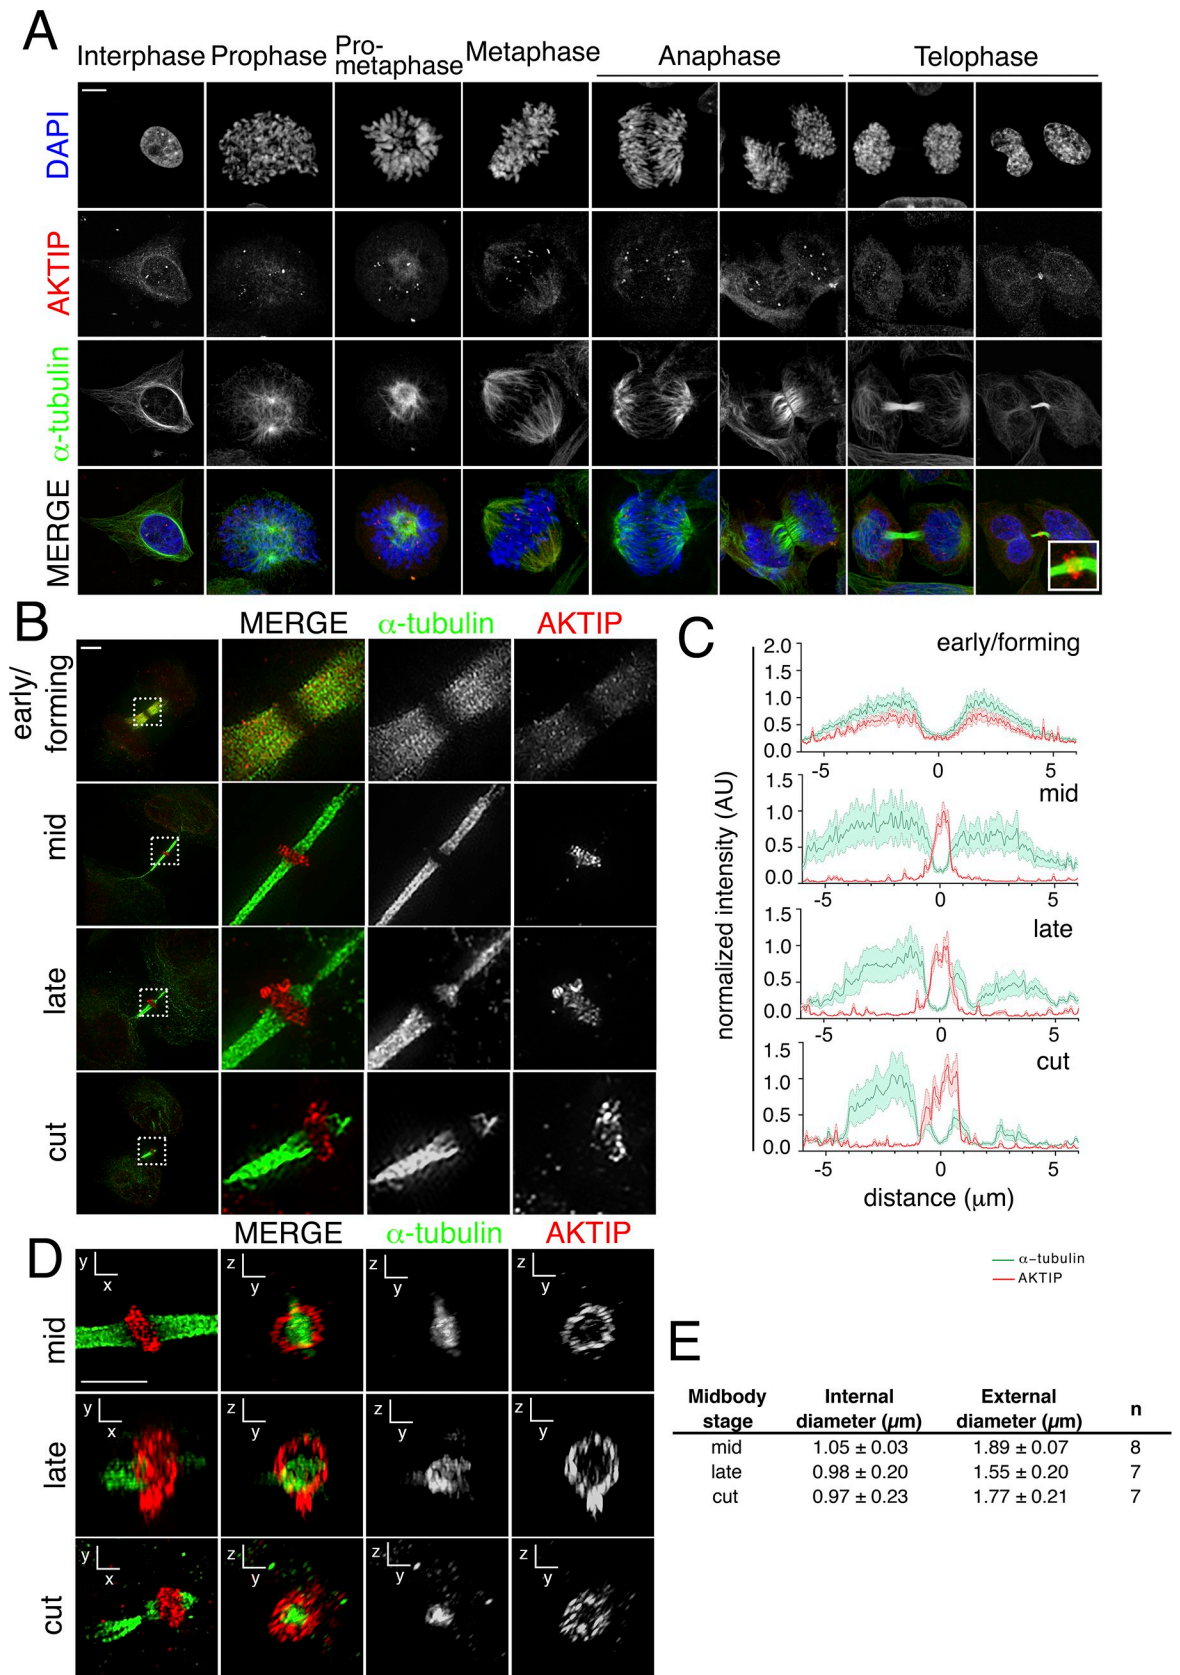 A
Interphase Prophase Pro-metaphase Metaphase Anaphase Telophase
DAPI
AKTIP
α-tubulin
MERGE
B
MERGE α-tubulin AKTIP
early/
forming
mid
late
cut
C
normalized intensity (AU)
early/forming
2.0
1.5
1.0
0.5
0.0
-5 0 5
mid
1.5
1.0
0.5
0.0
-5 0 5
late
1.5
1.0
0.5
0.0
-5 0 5
cut
1.5
1.0
0.5
0.0
-5 0 5
distance (μm)
α-tubulin
AKTIP
D
MERGE α-tubulin AKTIP
mid
y x z y z y z y
late
y x z y z y z y
cut
y x z y z y z y
E
Midbody stage Internal diameter (μm) External diameter (μm) n
mid 1.05 ± 0.03 1.89 ± 0.07 8
late 0.98 ± 0.20 1.55 ± 0.20 7
cut 0.97 ± 0.23 1.77 ± 0.21 7